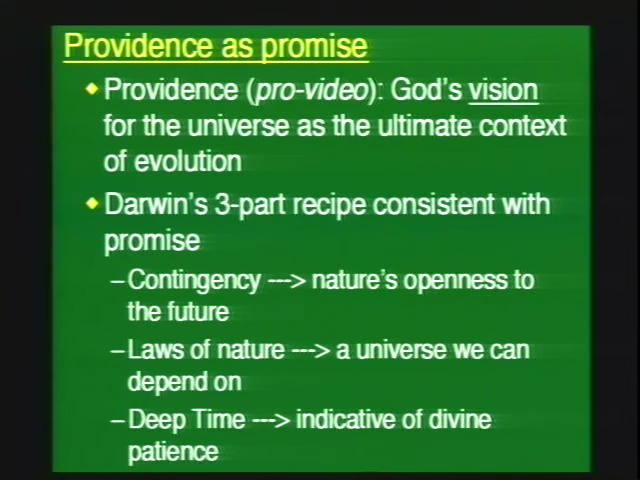 Providence as promise
Providence (pro-video): God's vision
for the universe as the ultimate context
of evolution
Darwin's 3-part recipe consistent with
promise
–Contingency ---> nature's openness to
the future
–Laws of nature ---> a universe we can
depend on
–Deep Time ---> indicative of divine
patience